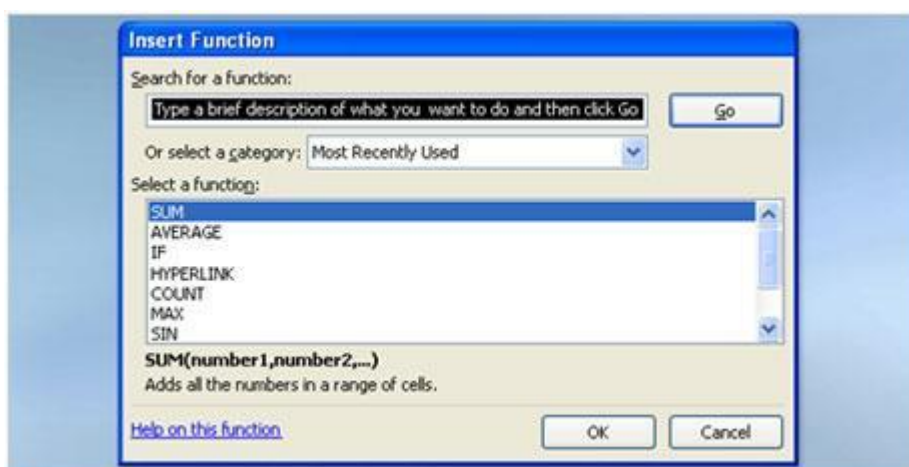 Insert Function
Search for a function:
Type a brief description of what you want to do and then click Go
Go
Or select a category: Most Recently Used
Select a function:
SUM
AVERAGE
IF
HYPERLINK
COUNT
MAX
SIN
SUM(number1,number2,...)
Adds all the numbers in a range of cells.
Help on this function
OK
Cancel